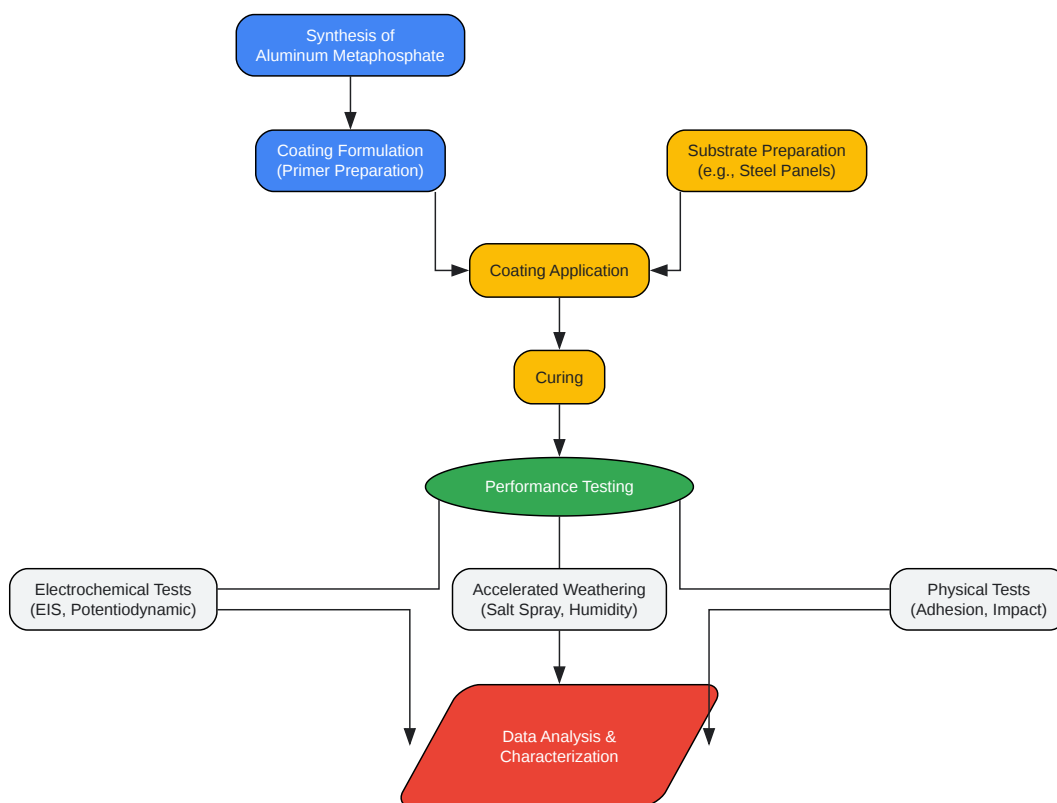 Synthesis of
Aluminum Metaphosphate
Coating Formulation
(Primer Preparation)
Substrate Preparation
(e.g., Steel Panels)
Coating Application
Curing
Performance Testing
Electrochemical Tests
(EIS, Potentiodynamic)
Accelerated Weathering
(Salt Spray, Humidity)
Physical Tests
(Adhesion, Impact)
Data Analysis &
Characterization